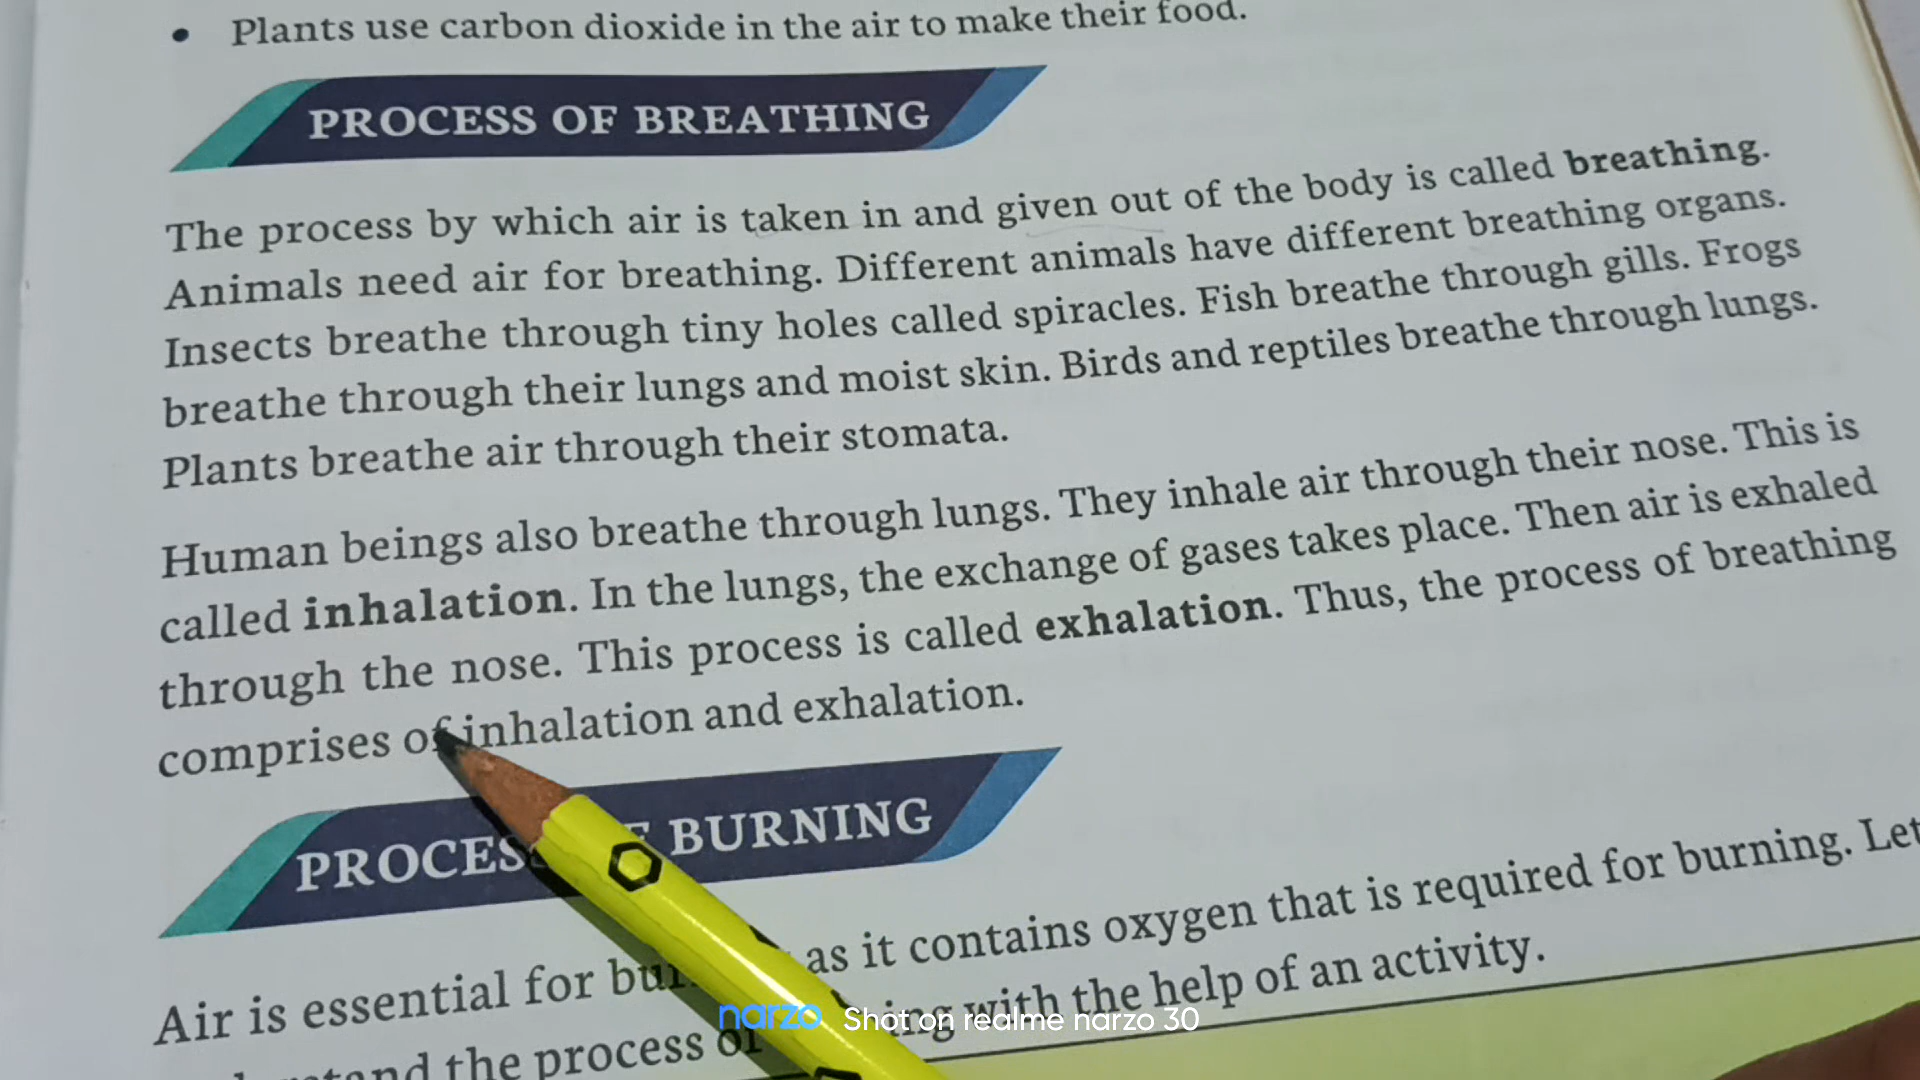 • Plants use carbon dioxide in the air to make their food.
PROCESS OF BREATHING
The process by which air is taken in and given out of the body is called breathing.
Animals need air for breathing. Different animals have different breathing organs.
Insects breathe through tiny holes called spiracles. Fish breathe through gills. Frogs
breathe through their lungs and moist skin. Birds and reptiles breathe through lungs.
Plants breathe air through their stomata.
Human beings also breathe through lungs. They inhale air through their nose. This is
called inhalation. In the lungs, the exchange of gases takes place. Then air is exhaled
through the nose. This process is called exhalation. Thus, the process of breathing
comprises of inhalation and exhalation.
PROCESS BURNING
Air is essential for as it contains oxygen that is required for burning. Let
the process of with the help of an activity.
narzo Shot on realme narzo 30